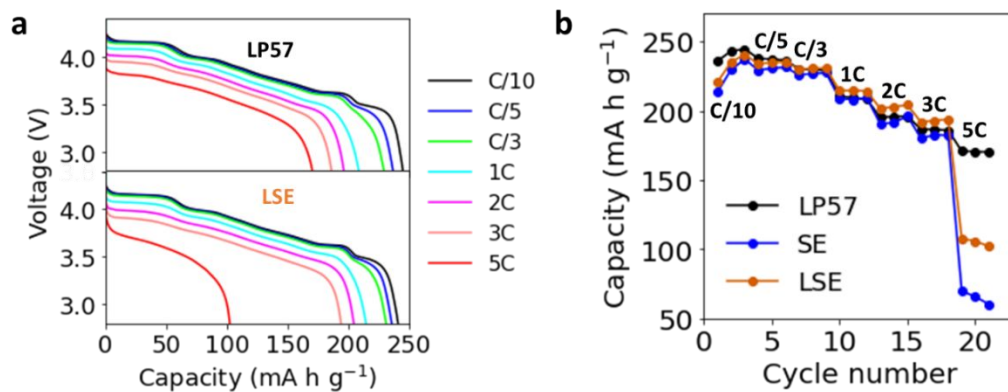 a
Voltage (V)
4.0
3.5
3.0
4.0
3.5
3.0
LP57
LSE
0
50
100
150
200
250
Capacity (mA h g⁻¹)
C/10
C/5
C/3
1C
2C
3C
5C
b
Capacity (mA h g⁻¹)
250
200
150
100
50
C/10
C/5
C/3
1C
2C
3C
5C
LP57
SE
LSE
0
5
10
15
20
Cycle number